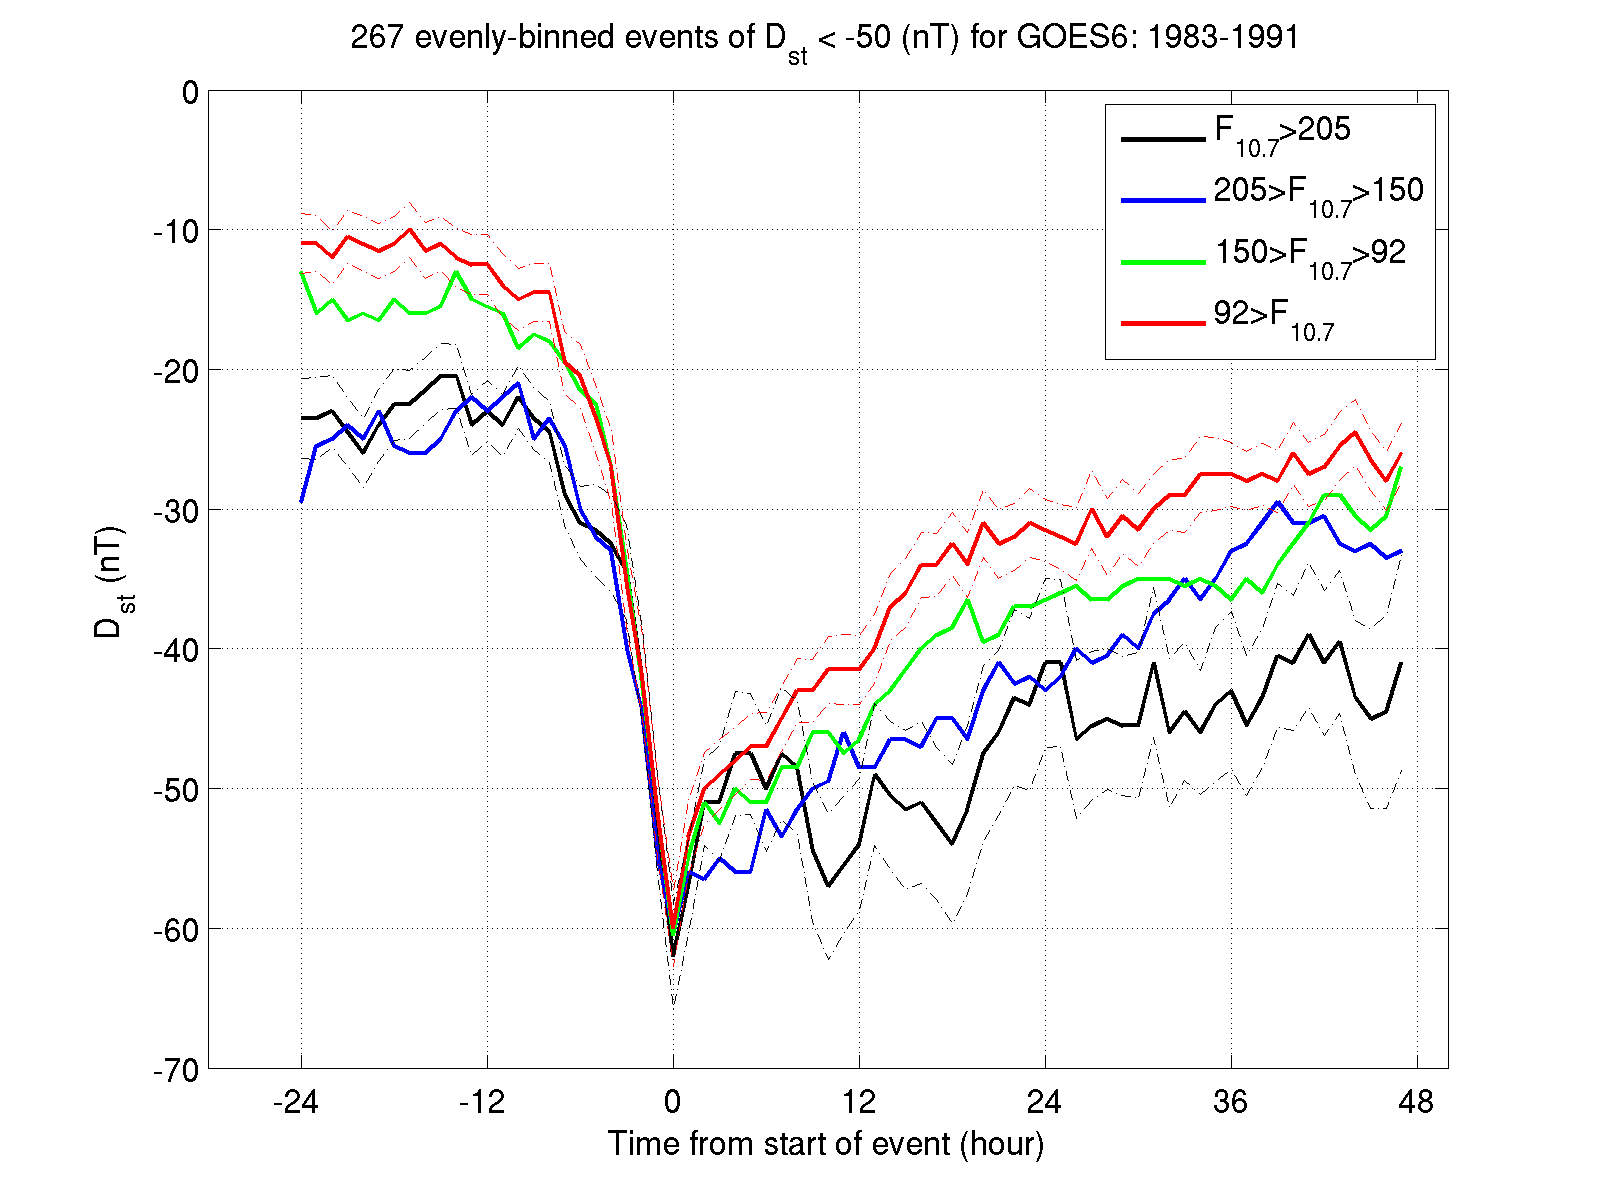 267 evenly-binned events of D_st < -50 (nT) for GOES6: 1983-1991
0
-10
-20
-30
-40
-50
-60
-70
D_st (nT)
F_10.7>205
205>F_10.7>150
150>F_10.7>92
92>F_10.7
-24
-12
0
12
24
36
48
Time from start of event (hour)